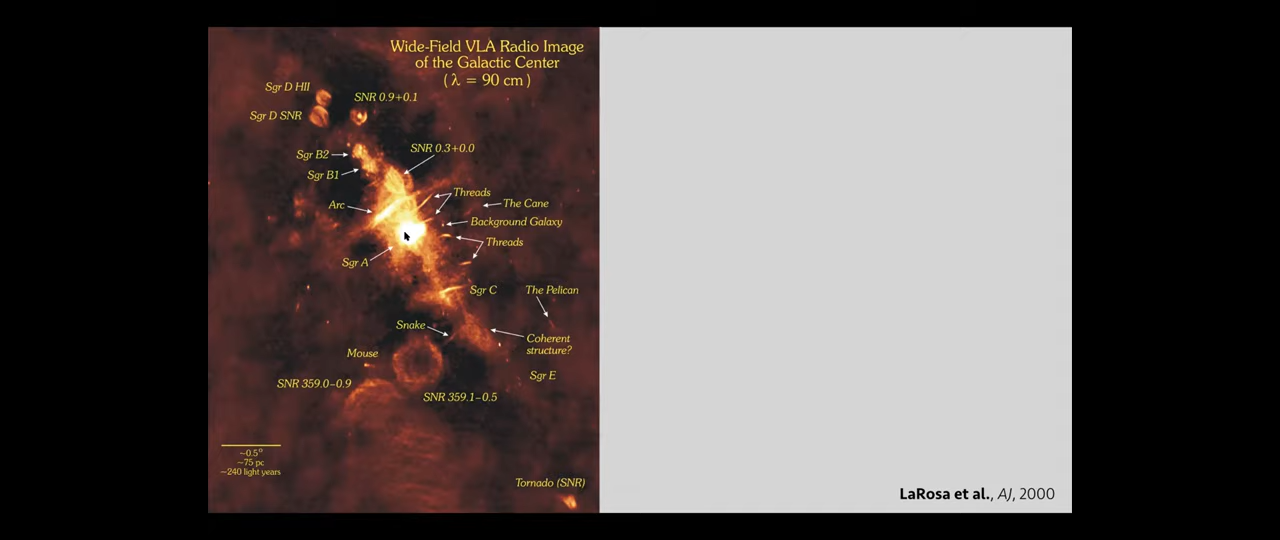 Wide-Field VLA Radio Image
of the Galactic Center
(λ = 90 cm)
Sgr D HII
SNR 0.9+0.1
Sgr D SNR
SNR 0.3+0.0
Sgr B2
Sgr B1
Threads
Arc
The Cane
Background Galaxy
Threads
Sgr A
Sgr C
The Pelican
Snake
Coherent
structure?
Mouse
Sgr E
SNR 359.0–0.9
SNR 359.1–0.5
~0.5°
~75 pc
~240 light years
Tornado (SNR)
LaRosa et al., AJ, 2000